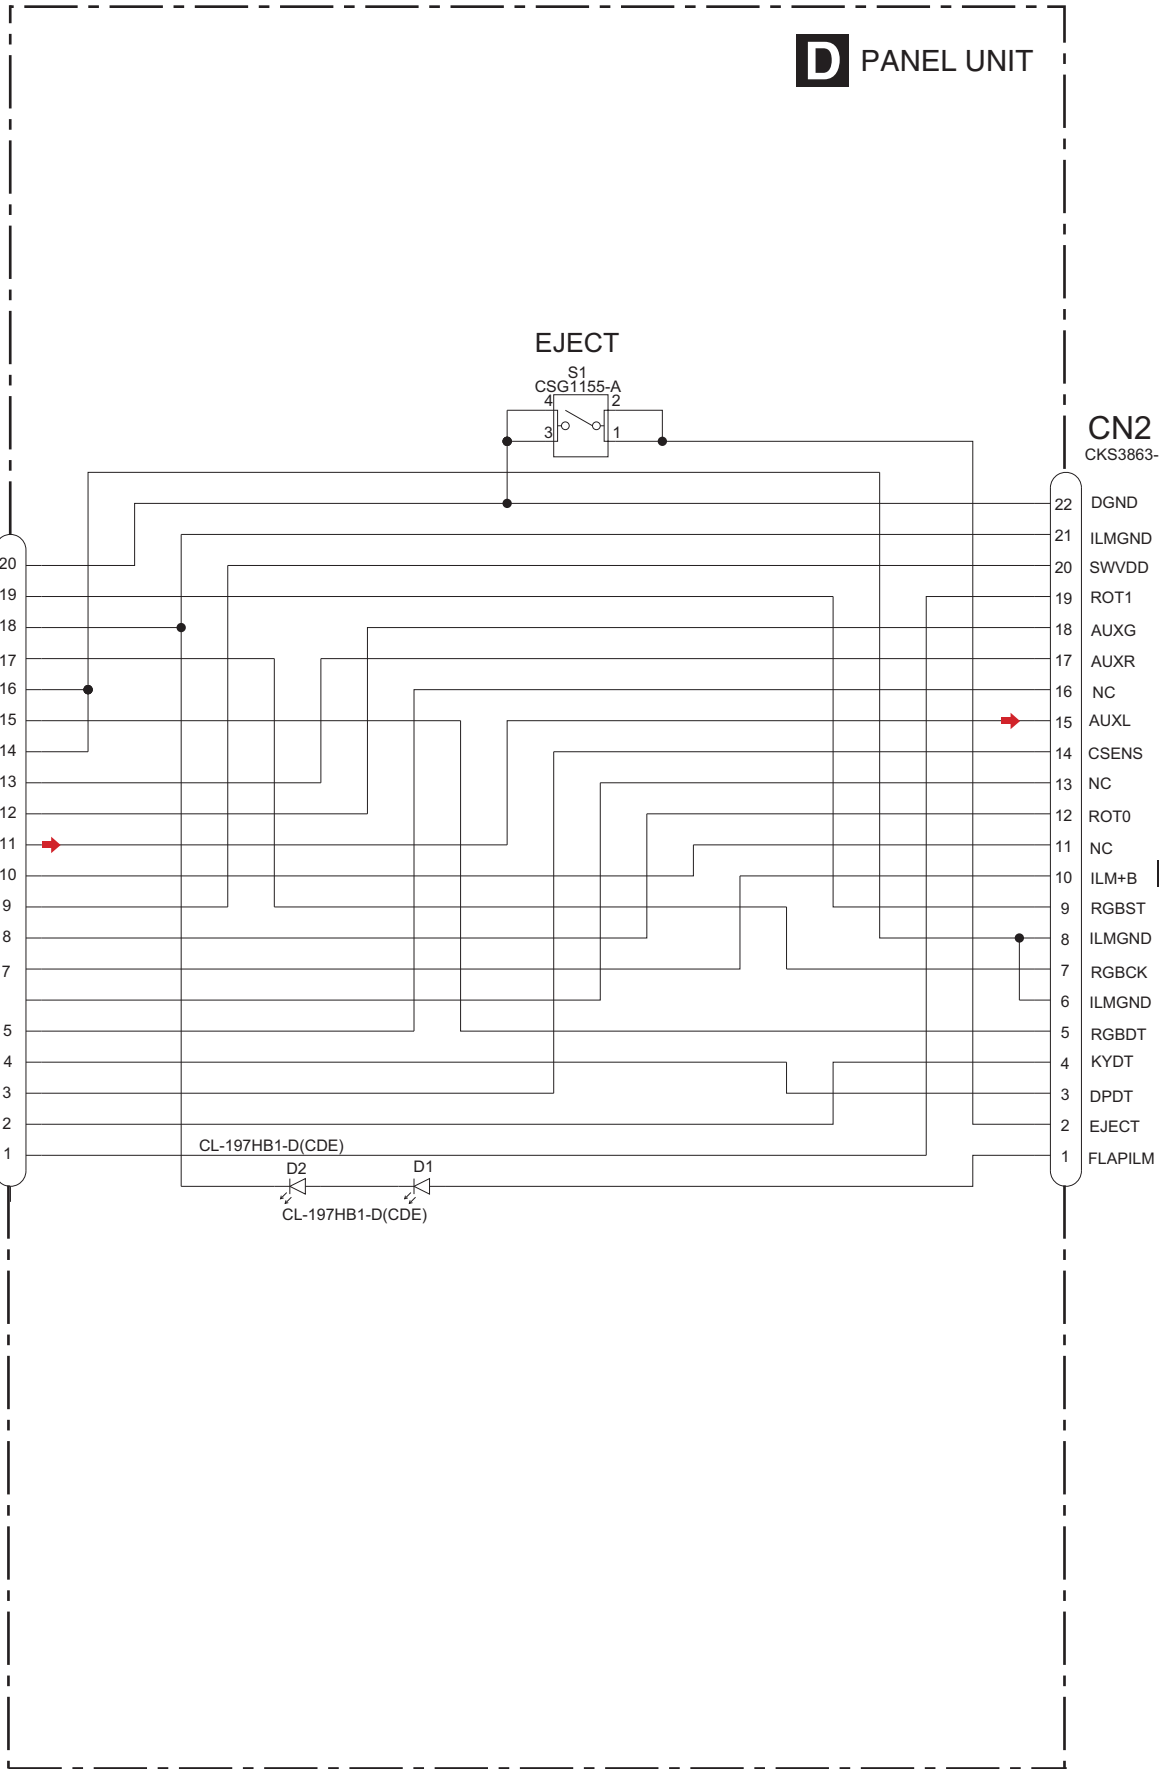 D PANEL UNIT
EJECT
S1
CSG1155-A
4 2
3 1
CN2
CKS3863-
22 DGND
21 ILMGND
20 SWVDD
19 ROT1
18 AUXG
17 AUXR
16 NC
15 AUXL
14 CSENS
13 NC
12 ROT0
11 NC
10 ILM+B
9 RGBST
8 ILMGND
7 RGBCK
6 ILMGND
5 RGBDT
4 KYDT
3 DPDT
2 EJECT
1 FLAPILM
20
19
18
17
16
15
14
13
12
11
10
9
8
7
5
4
3
2
1
CL-197HB1-D(CDE)
D2 D1
CL-197HB1-D(CDE)